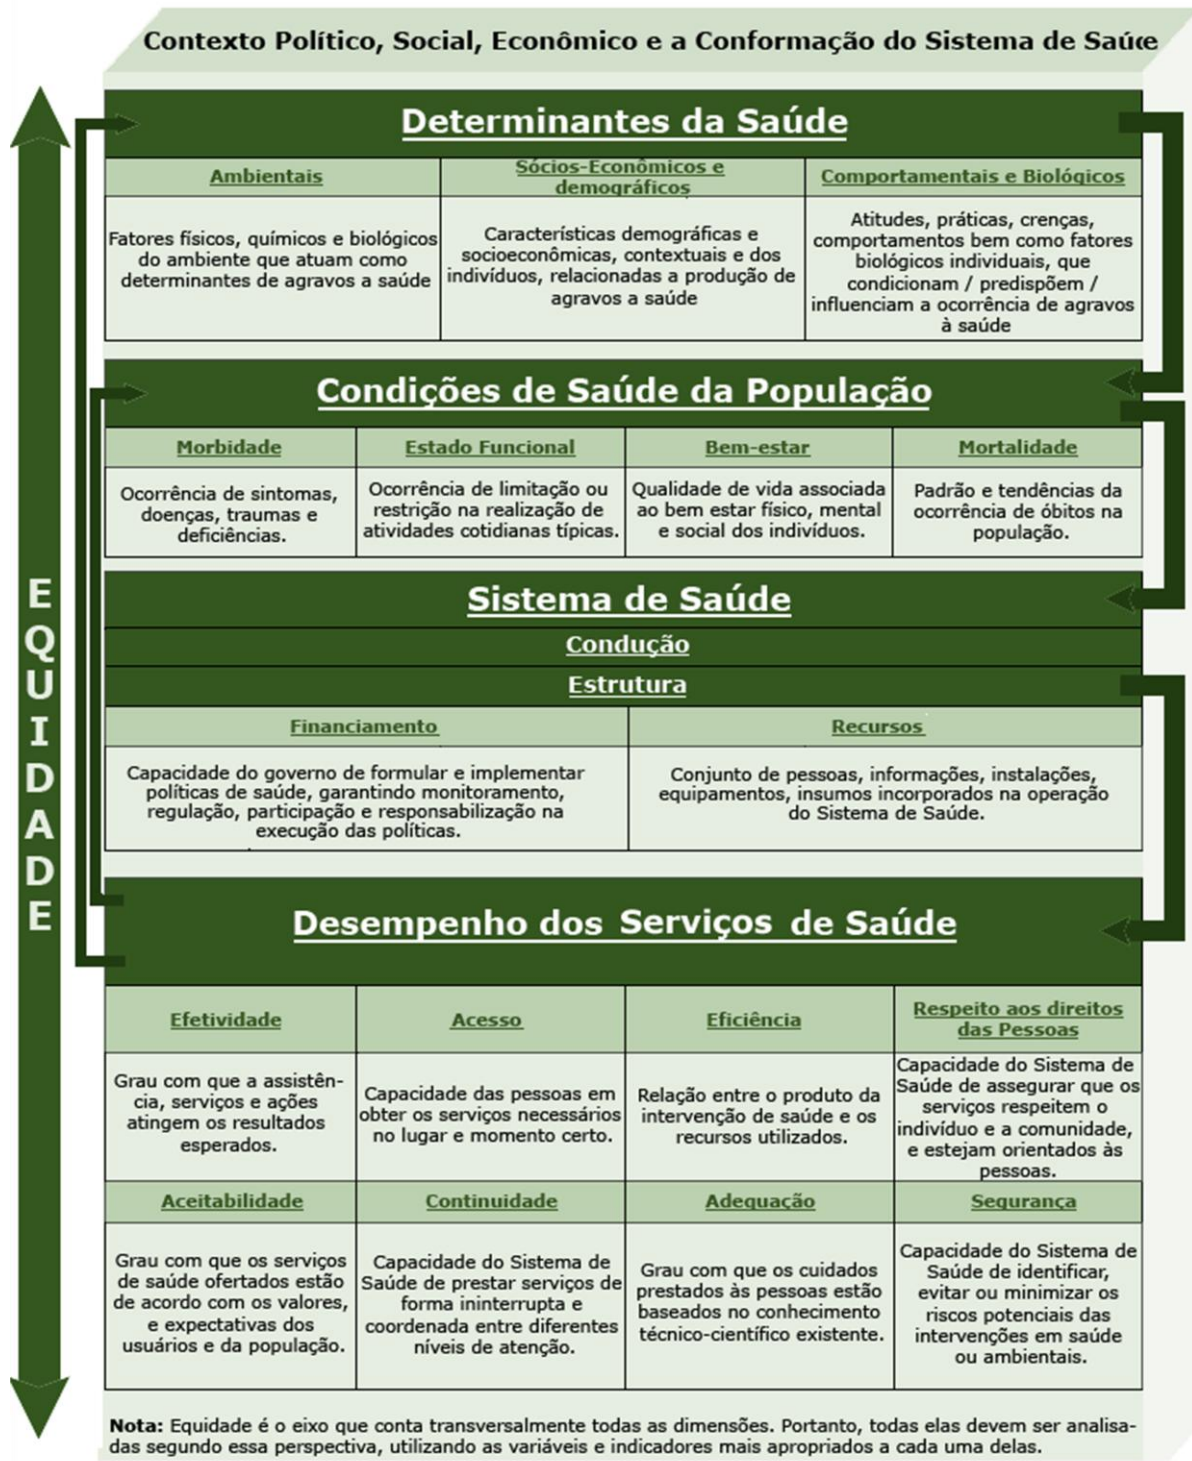 Contexto Político, Social, Econômico e a Conformação do Sistema de Saúde
Determinantes da Saúde
Ambientais
Fatores físicos, químicos e biológicos
do ambiente que atuam como
determinantes de agravos a saúde
Sócios-Econômicos e
demográficos
Características demográficas e
socioeconômicas, contextuais e dos
indivíduos, relacionadas a produção de
agravos a saúde
Comportamentais e Biológicos
Atitudes, práticas, crenças,
comportamentos bem como fatores
biológicos individuais, que
condicionam / predispõem /
influenciam a ocorrência de agravos
à saúde
Condições de Saúde da População
Morbidade
Ocorrência de sintomas,
doenças, traumas e
deficiências.
Estado Funcional
Ocorrência de limitação ou
restrição na realização de
atividades cotidianas típicas.
Bem-estar
Qualidade de vida associada
ao bem estar físico, mental
e social dos indivíduos.
Mortalidade
Padrão e tendências da
ocorrência de óbitos na
população.
Sistema de Saúde
Condução
Estrutura
Financiamento
Capacidade do governo de formular e implementar
políticas de saúde, garantindo monitoramento,
regulação, participação e responsabilização na
execução das políticas.
Recursos
Conjunto de pessoas, informações, instalações,
equipamentos, insumos incorporados na operação
do Sistema de Saúde.
Desempenho dos Serviços de Saúde
Efetividade
Grau com que a assistên-
cia, serviços e ações
atingem os resultados
esperados.
Acesso
Capacidade das pessoas em
obter os serviços necessários
no lugar e momento certo.
Eficiência
Relação entre o produto da
intervenção de saúde e os
recursos utilizados.
Respeito aos direitos
das Pessoas
Capacidade do Sistema de
Saúde de assegurar que os
serviços respeitem o
indivíduo e a comunidade,
e estejam orientados às
pessoas.
Aceitabilidade
Grau com que os serviços
de saúde ofertados estão
de acordo com os valores,
e expectativas dos
usuários e da população.
Continuidade
Capacidade do Sistema de
Saúde de prestar serviços de
forma ininterrupta e
coordenada entre diferentes
níveis de atenção.
Adequação
Grau com que os cuidados
prestados às pessoas estão
baseados no conhecimento
técnico-científico existente.
Segurança
Capacidade do Sistema de
Saúde de identificar,
evitar ou minimizar os
riscos potenciais das
intervenções em saúde
ou ambientais.
EQUIDADE
Nota: Equidade é o eixo que conta transversalmente todas as dimensões. Portanto, todas elas devem ser analisa-
das segundo essa perspectiva, utilizando as variáveis e indicadores mais apropriados a cada uma delas.